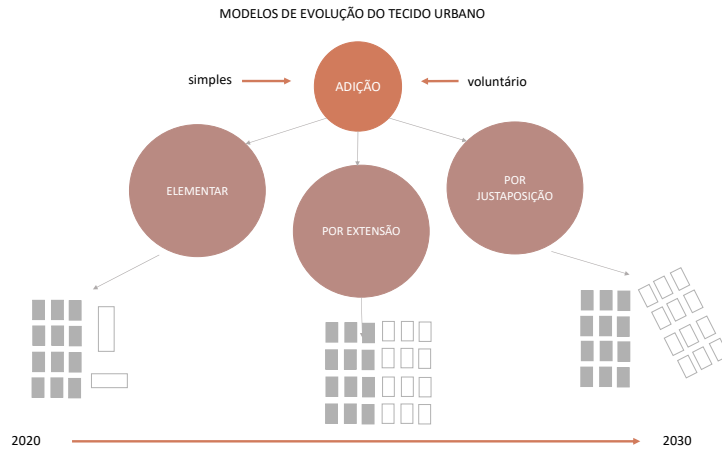 MODELOS DE EVOLUÇÃO DO TECIDO URBANO
simples
ADIÇÃO
voluntário
ELEMENTAR
POR EXTENSÃO
POR
JUSTAPOSIÇÃO
2020
2030